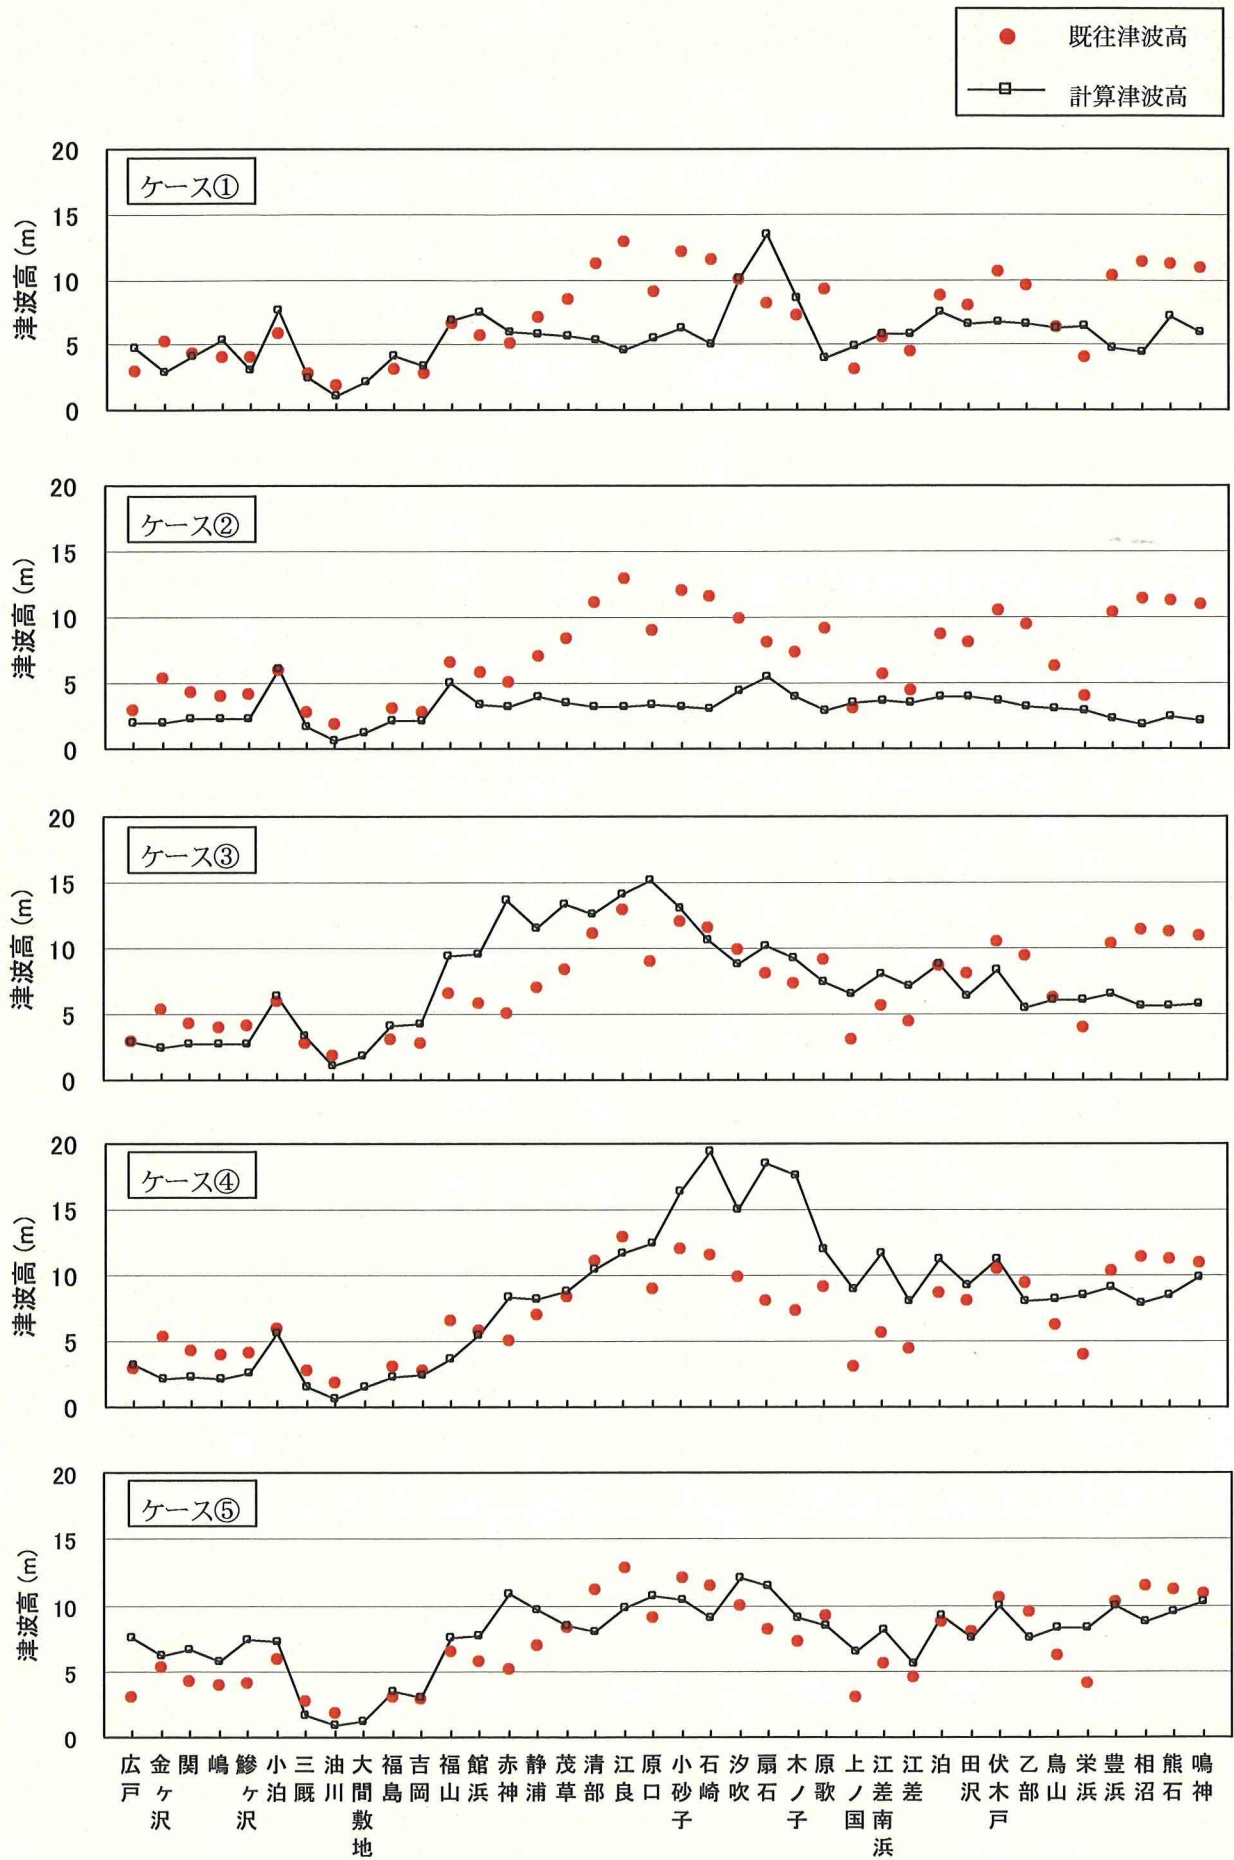 既往津波高
計算津波高
ケース①
津波高(m)
20
15
10
5
0
ケース②
津波高(m)
20
15
10
5
0
ケース③
津波高(m)
20
15
10
5
0
ケース④
津波高(m)
20
15
10
5
0
ケース⑤
津波高(m)
20
15
10
5
0
広戸
金ヶ沢
関
嶋
鰺ヶ沢
小泊
三厩
油川
大間敷地
福島
吉岡
福山
館浜
赤神
静浦
茂草
清部
江良
原口
小砂子
石崎
汐吹
扇石
木ノ子
原歌
上ノ国
江差南浜
江差
泊
田沢
伏木戸
乙部
鳥山
栄浜
豊浜
相沼
熊石
鳴神